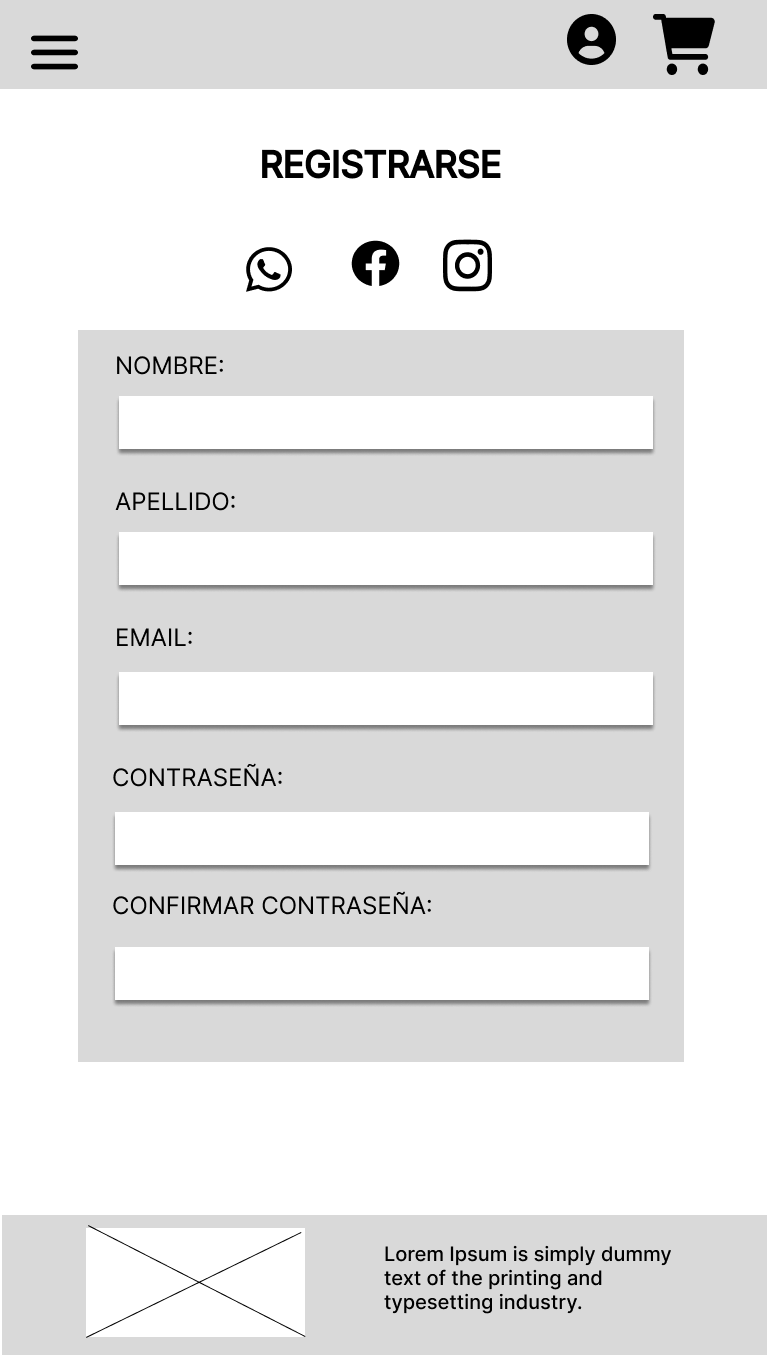 REGISTRARSE
NOMBRE:
APELLIDO:
EMAIL:
CONTRASEÑA:
CONFIRMAR CONTRASEÑA:
Lorem Ipsum is simply dummy
text of the printing and
typesetting industry.